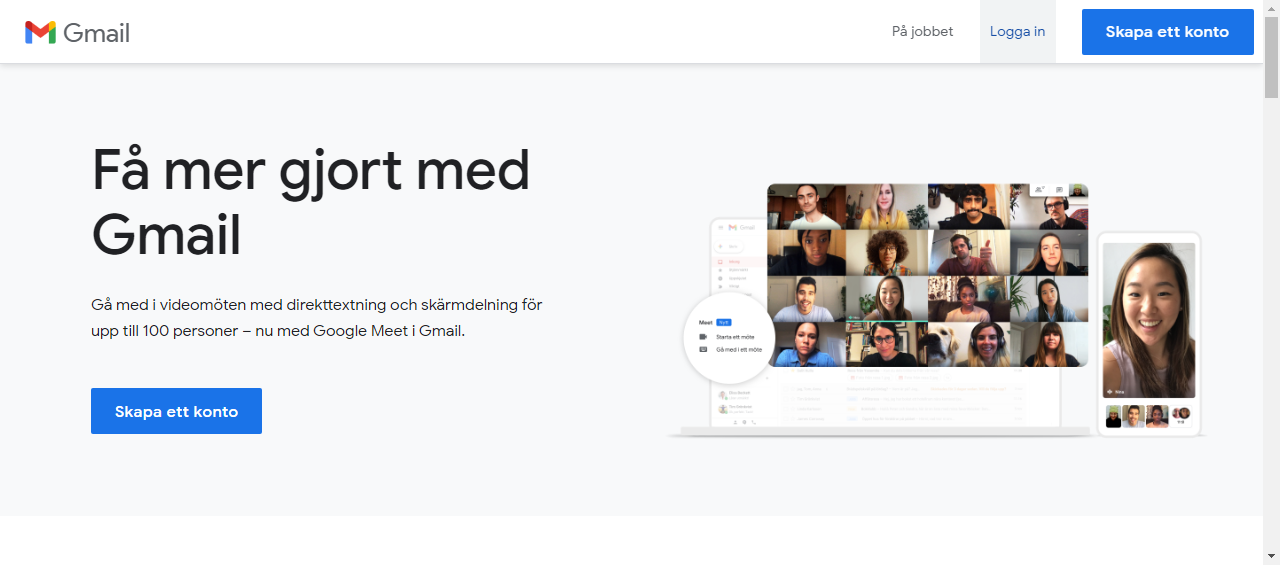 Gmail
På jobbet
Logga in
Skapa ett konto
Få mer gjort med
Gmail
Gå med i videomöten med direkttextning och skärmdelning för
upp till 100 personer – nu med Google Meet i Gmail.
Skapa ett konto
Gmail
Meet Nytt
Starta ett möte
Gå med i ett möte